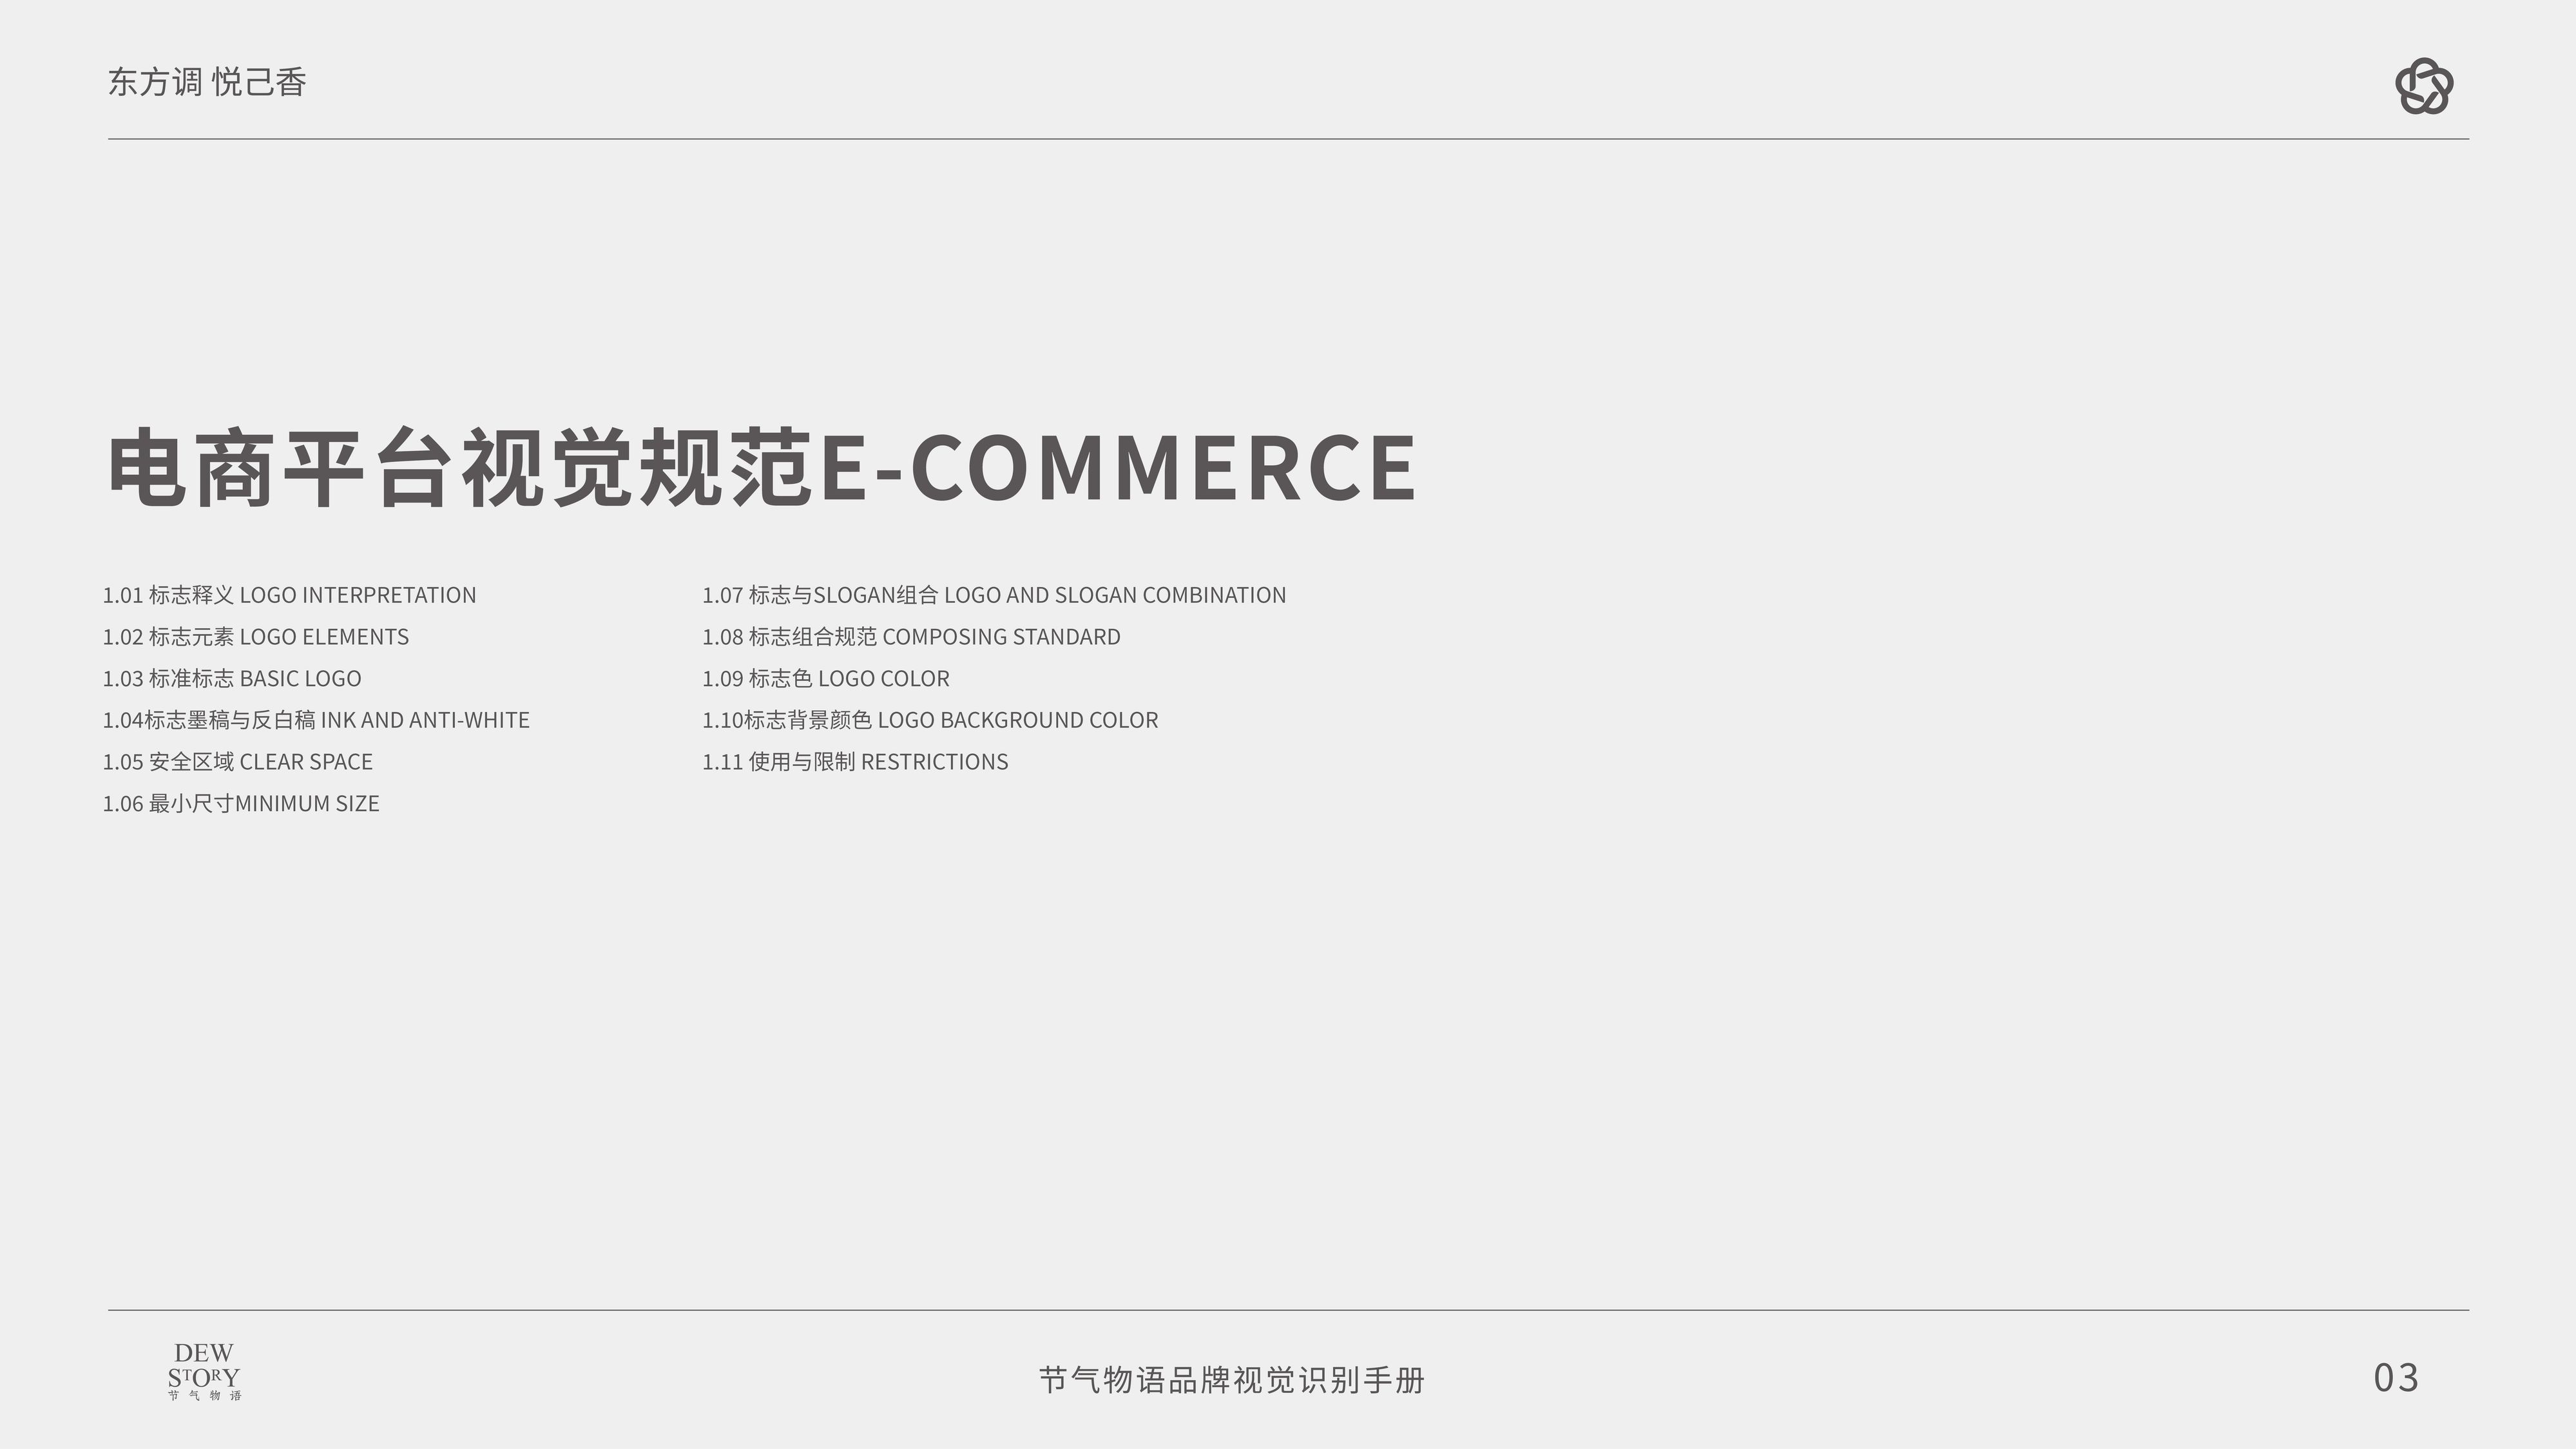 东方调 悦己香
电商平台视觉规范E-COMMERCE
1.01 标志释义 LOGO INTERPRETATION
1.02 标志元素 LOGO ELEMENTS
1.03 标准标志 BASIC LOGO
1.04标志墨稿与反白稿 INK AND ANTI-WHITE
1.05 安全区域 CLEAR SPACE
1.06 最小尺寸MINIMUM SIZE
1.07 标志与SLOGAN组合 LOGO AND SLOGAN COMBINATION
1.08 标志组合规范 COMPOSING STANDARD
1.09 标志色 LOGO COLOR
1.10标志背景颜色 LOGO BACKGROUND COLOR
1.11 使用与限制 RESTRICTIONS
DEW
STORY
节气物语
节气物语品牌视觉识别手册
03